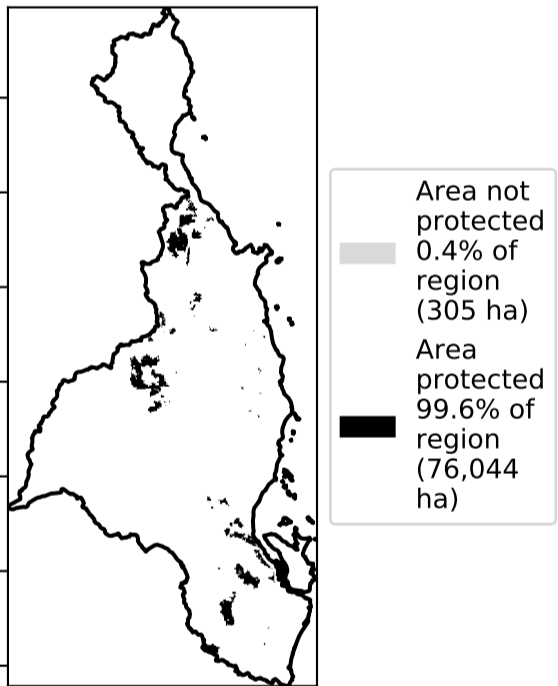 Area not
protected
0.4% of
region
(305 ha)
Area
protected
99.6% of
region
(76,044
ha)